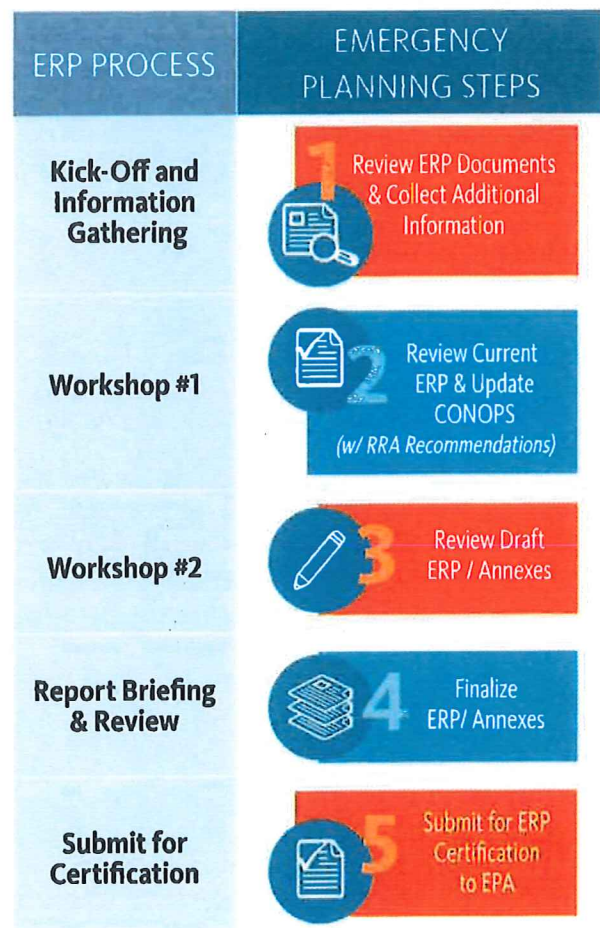 ERP PROCESS
EMERGENCY
PLANNING STEPS
Kick-Off and
Information
Gathering
1
Review ERP Documents
& Collect Additional
Information
Workshop #1
2
Review Current
ERP & Update
CONOPS
(w/ RRA Recommendations)
Workshop #2
3
Review Draft
ERP / Annexes
Report Briefing
& Review
4
Finalize
ERP/ Annexes
Submit for
Certification
5
Submit for ERP
Certification
to EPA